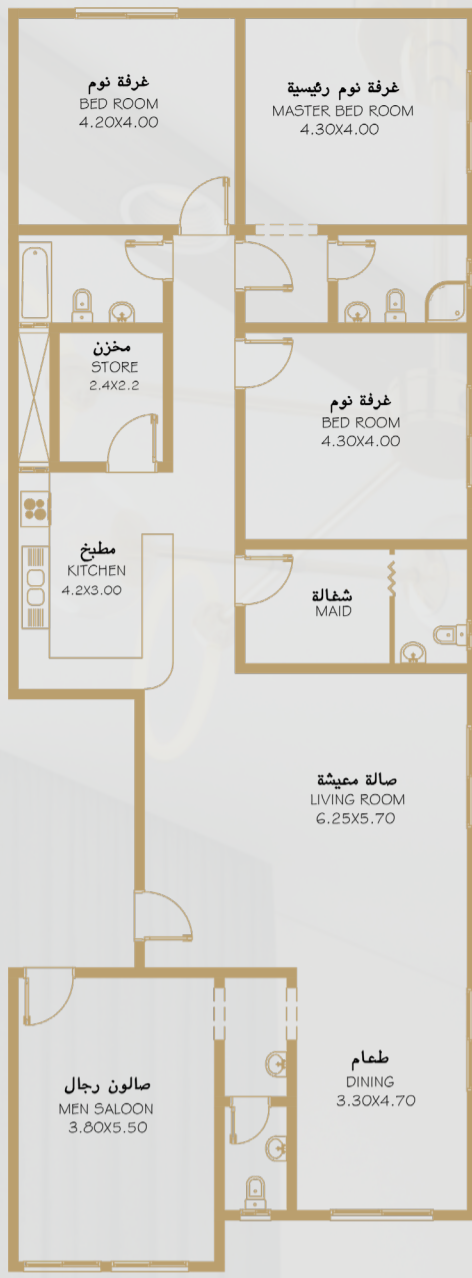 غرفة نوم
BED ROOM
4.20X4.00
غرفة نوم رئيسية
MASTER BED ROOM
4.30X4.00
مخزن
STORE
2.4X2.2
غرفة نوم
BED ROOM
4.30X4.00
مطبخ
KITCHEN
4.2X3.00
شغالة
MAID
صالة معيشة
LIVING ROOM
6.25X5.70
صالون رجال
MEN SALOON
3.80X5.50
طعام
DINING
3.30X4.70